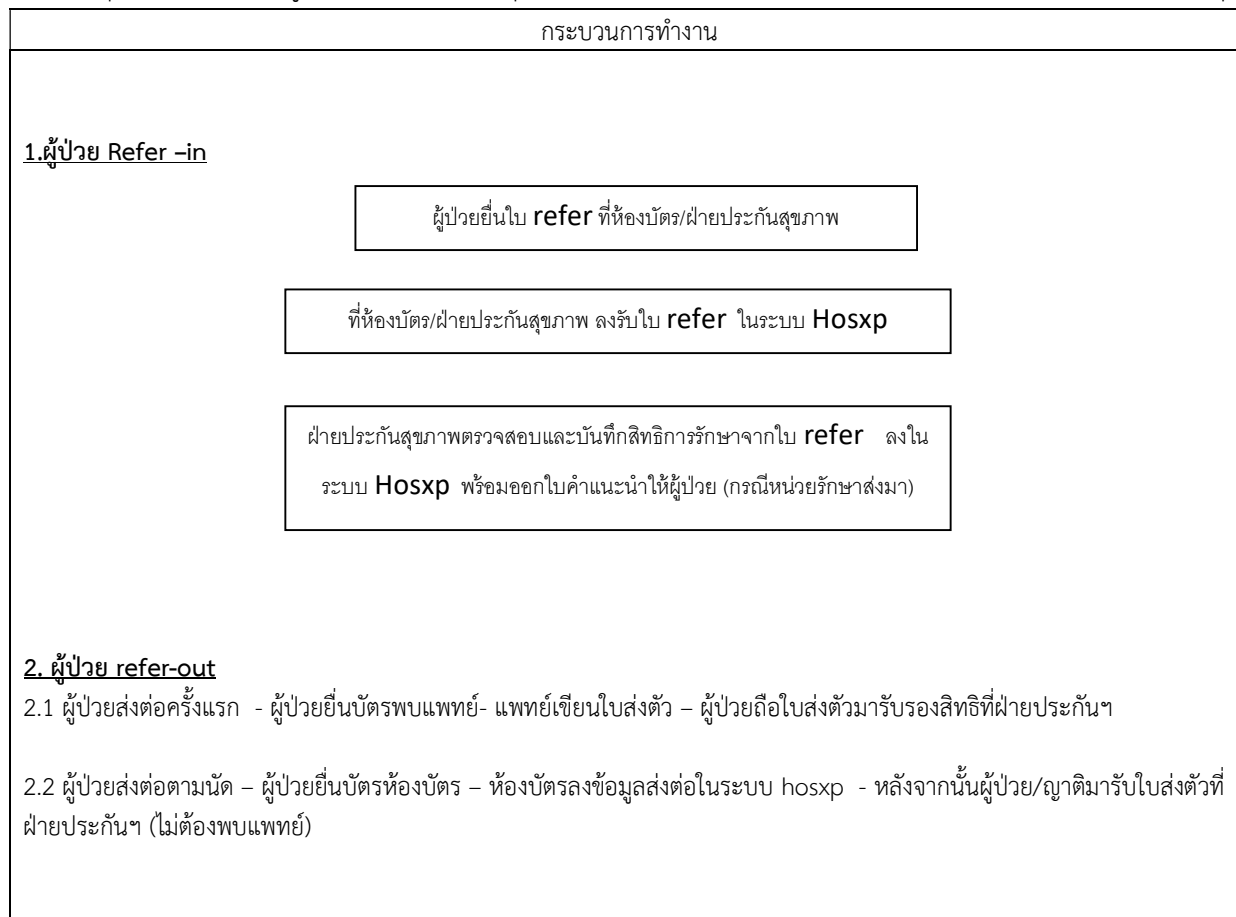 กระบวนการทำงาน
1.ผู้ป่วย Refer –in
ผู้ป่วยยื่นใบ refer ที่ห้องบัตร/ฝ่ายประกันสุขภาพ
ที่ห้องบัตร/ฝ่ายประกันสุขภาพ ลงรับใบ refer ในระบบ Hosxp
ฝ่ายประกันสุขภาพตรวจสอบและบันทึกสิทธิการรักษาจากใบ refer ลงใน
ระบบ Hosxp พร้อมออกใบคำแนะนำให้ผู้ป่วย (กรณีหน่วยรักษาส่งมา)
2. ผู้ป่วย refer-out
2.1 ผู้ป่วยส่งต่อครั้งแรก - ผู้ป่วยยื่นบัตรพบแพทย์- แพทย์เขียนใบส่งตัว – ผู้ป่วยถือใบส่งตัวมารับรองสิทธิที่ฝ่ายประกันฯ
2.2 ผู้ป่วยส่งต่อตามนัด – ผู้ป่วยยื่นบัตรห้องบัตร – ห้องบัตรลงข้อมูลส่งต่อในระบบ hosxp - หลังจากนั้นผู้ป่วย/ญาติมารับใบส่งตัวที่
ฝ่ายประกันฯ (ไม่ต้องพบแพทย์)